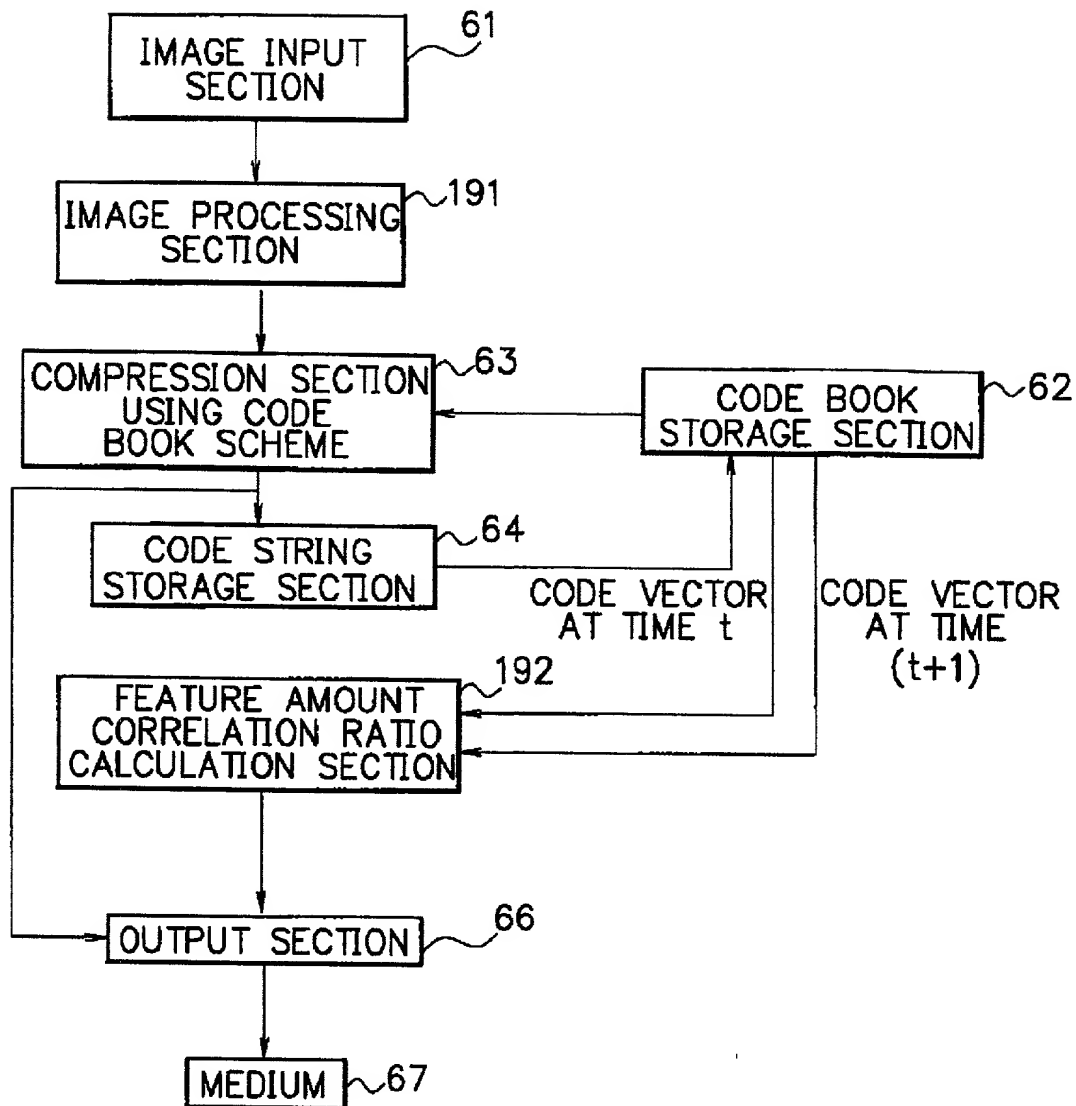 61
IMAGE INPUT
SECTION
191
IMAGE PROCESSING
SECTION
63
COMPRESSION SECTION
USING CODE
BOOK SCHEME
62
CODE BOOK
STORAGE SECTION
64
CODE STRING
STORAGE SECTION
CODE VECTOR
AT TIME t
CODE VECTOR
AT TIME
(t+1)
192
FEATURE AMOUNT
CORRELATION RATIO
CALCULATION SECTION
66
OUTPUT SECTION
MEDIUM
67